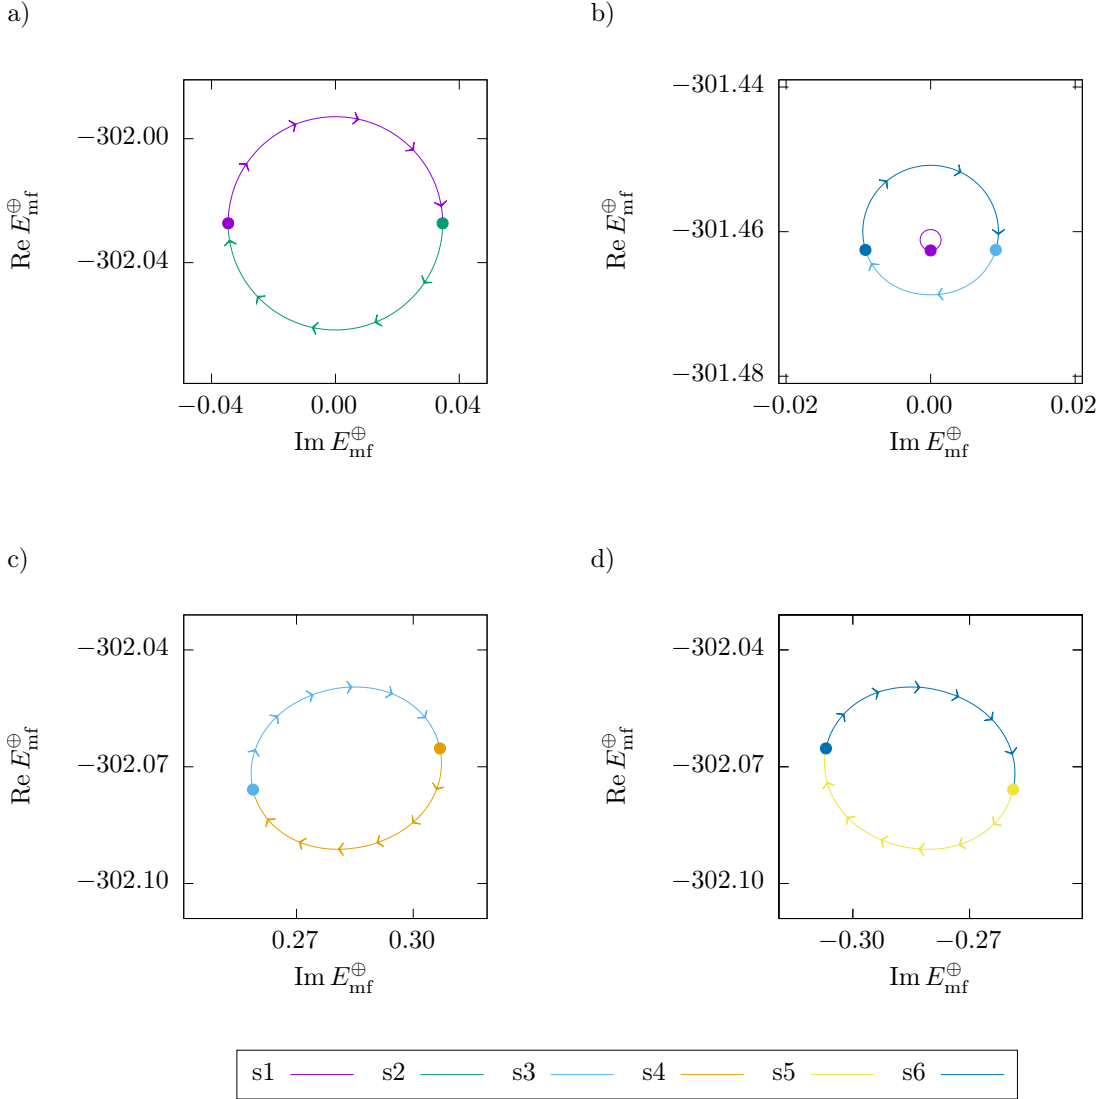 a)
−302.00
−302.04
−0.04 0.00 0.04
Re E⊕mf
Im E⊕mf
b)
−301.44
−301.46
−301.48
−0.02 0.00 0.02
Re E⊕mf
Im E⊕mf
c)
−302.04
−302.07
−302.10
0.27 0.30
Re E⊕mf
Im E⊕mf
d)
−302.04
−302.07
−302.10
−0.30 −0.27
Re E⊕mf
Im E⊕mf
s1 s2 s3 s4 s5 s6